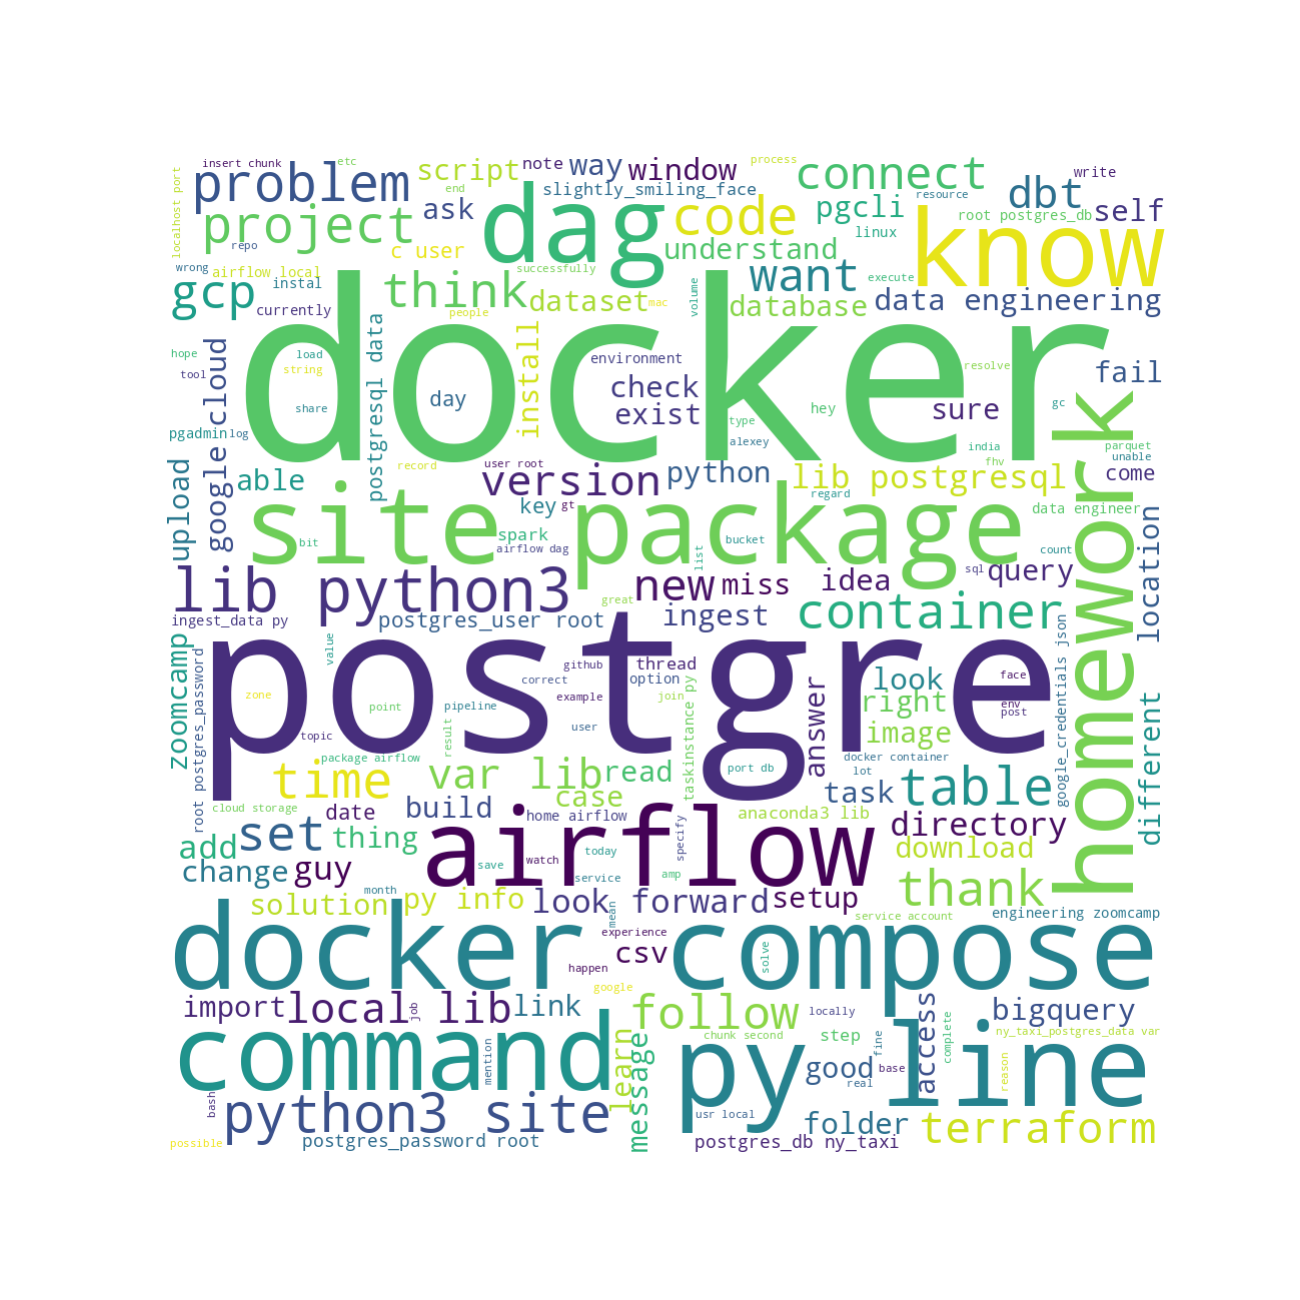 insert chunk
etc
problem
script
note
way
window
process
connect
write
localhost port
slightly_smiling_face
end
resource
dbt
project
ask
dag
code
pgcli
root postgres_db
self
repo
c user
understand
linux
know
wrong
airflow local
instal
successfully
want
execute
gcp
currently
think
dataset
mac
volume
database
data engineering
people
docker
hope
load
tool
string
share
google cloud
postgresql data
install
environment
check
exist
day
type
hey
alexey
sure
resolve
gc
fail
pgadmin
log
record
user root
india
fhv
parquet
unable
come
upload
able
version
python
lib postgresql
key
gt
regard
data engineer
site package
spark
bit
airflow dag
list
bucket
count
homework
location
lib python3
great
new
miss
idea
sql
query
ingest_data py
postgres_user root
ingest
container
zoomcamp
root postgres_password
value
postgre
github
thread
correct
option
example
zone
point
pipeline
join
user
topic
result
taskinstance py
answer
look
right
image
face
env
post
google_credentials json
different
package airflow
port db
docker container
lot
time
var lib
read
case
task
table
cloud storage
date
build
home airflow
specify
anaconda3 lib
directory
set
thing
add
airflow
download
change
guy
save
watch
today
service
amp
month
thank
solution
py info
look forward
setup
mean
service account
engineering zoomcamp
docker compose
experience
csv
happen
solve
google
import
local lib
job
link
follow
locally
access
bigquery
command
mention
learn
message
chunk second
step
fine
complete
ny_taxi_postgres_data var
py line
good
base
real
reason
bash
python3 site
usr local
folder
terraform
possible
postgres_password root
postgres_db ny_taxi